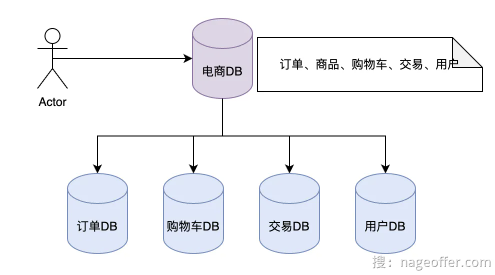 电商DB
订单、商品、购物车、交易、用户
Actor
订单DB
购物车DB
交易DB
用户DB
搜：nageoffer.com